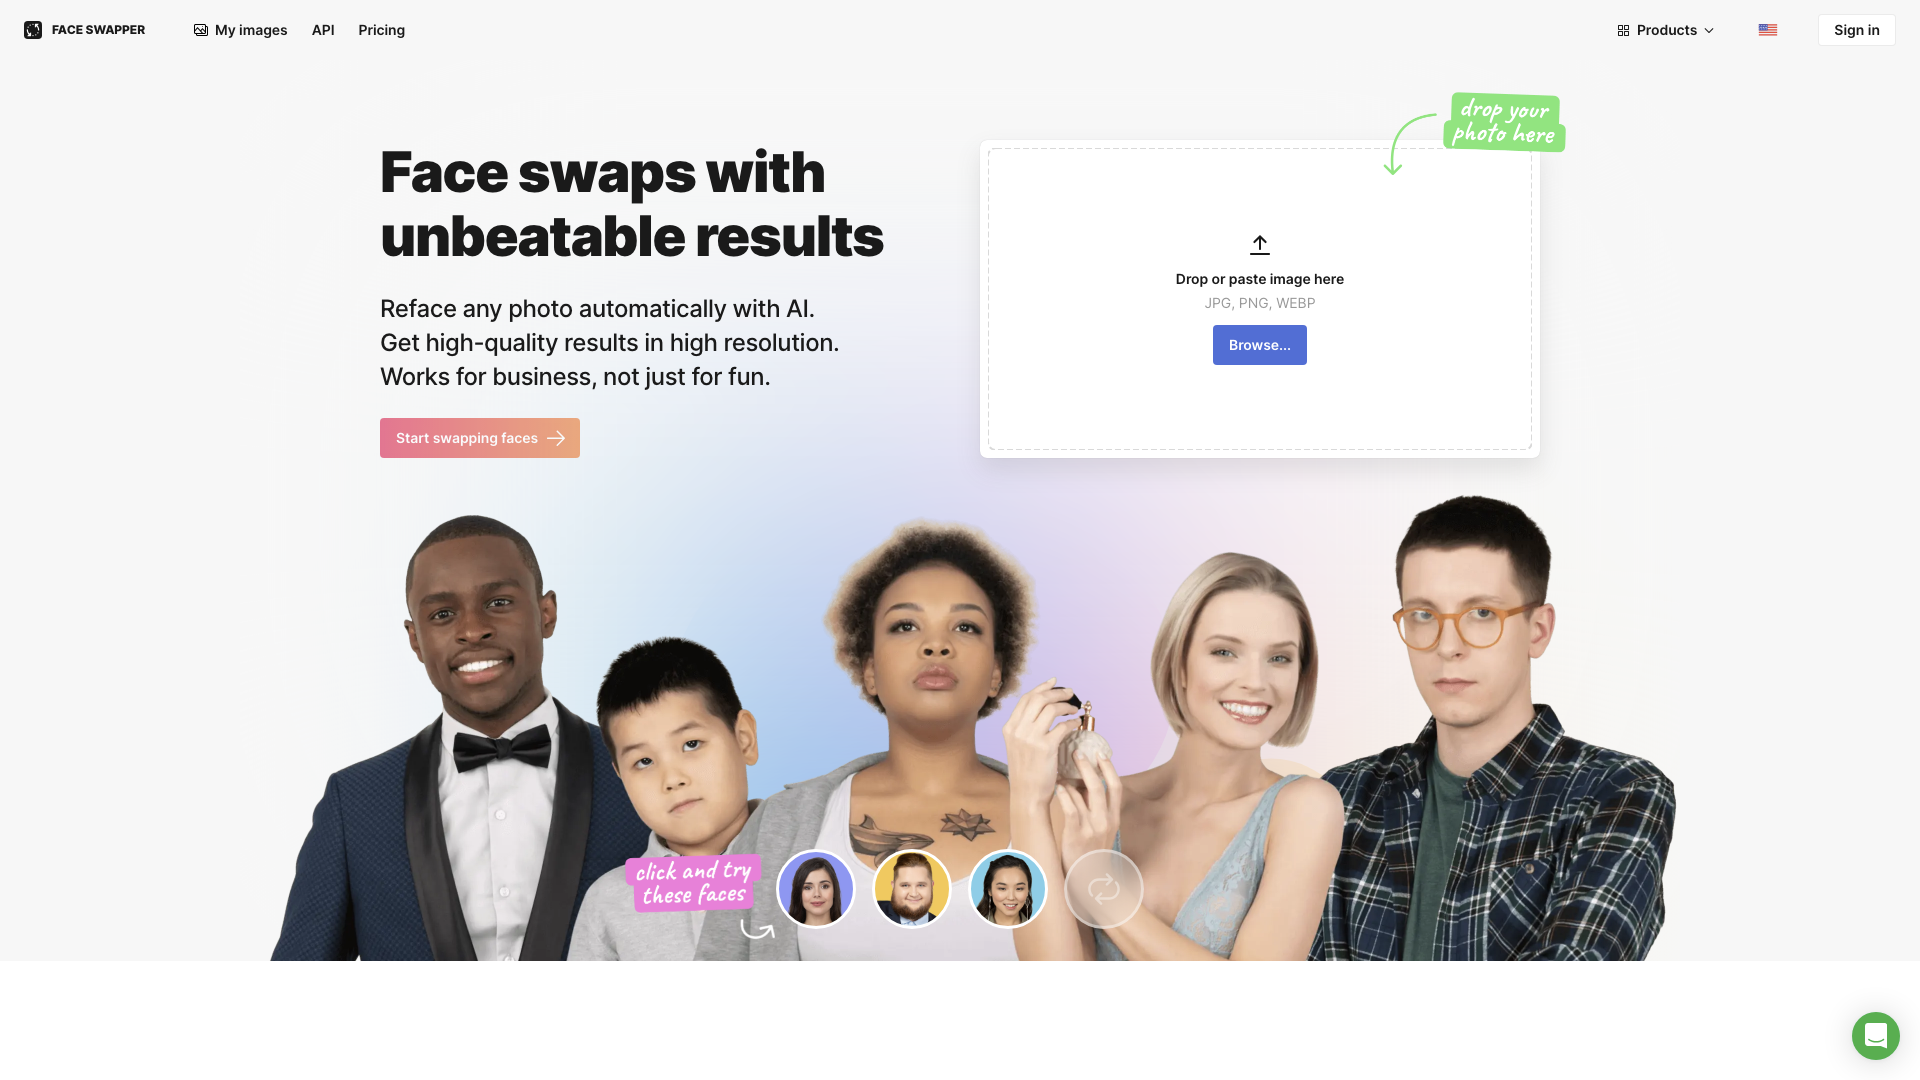 FACE SWAPPER
My images
API
Pricing
Products
Sign in
drop your
photo here
Face swaps with
unbeatable results
Reface any photo automatically with AI.
Get high-quality results in high resolution.
Works for business, not just for fun.
Start swapping faces
Drop or paste image here
JPG, PNG, WEBP
Browse...
click and try
these faces